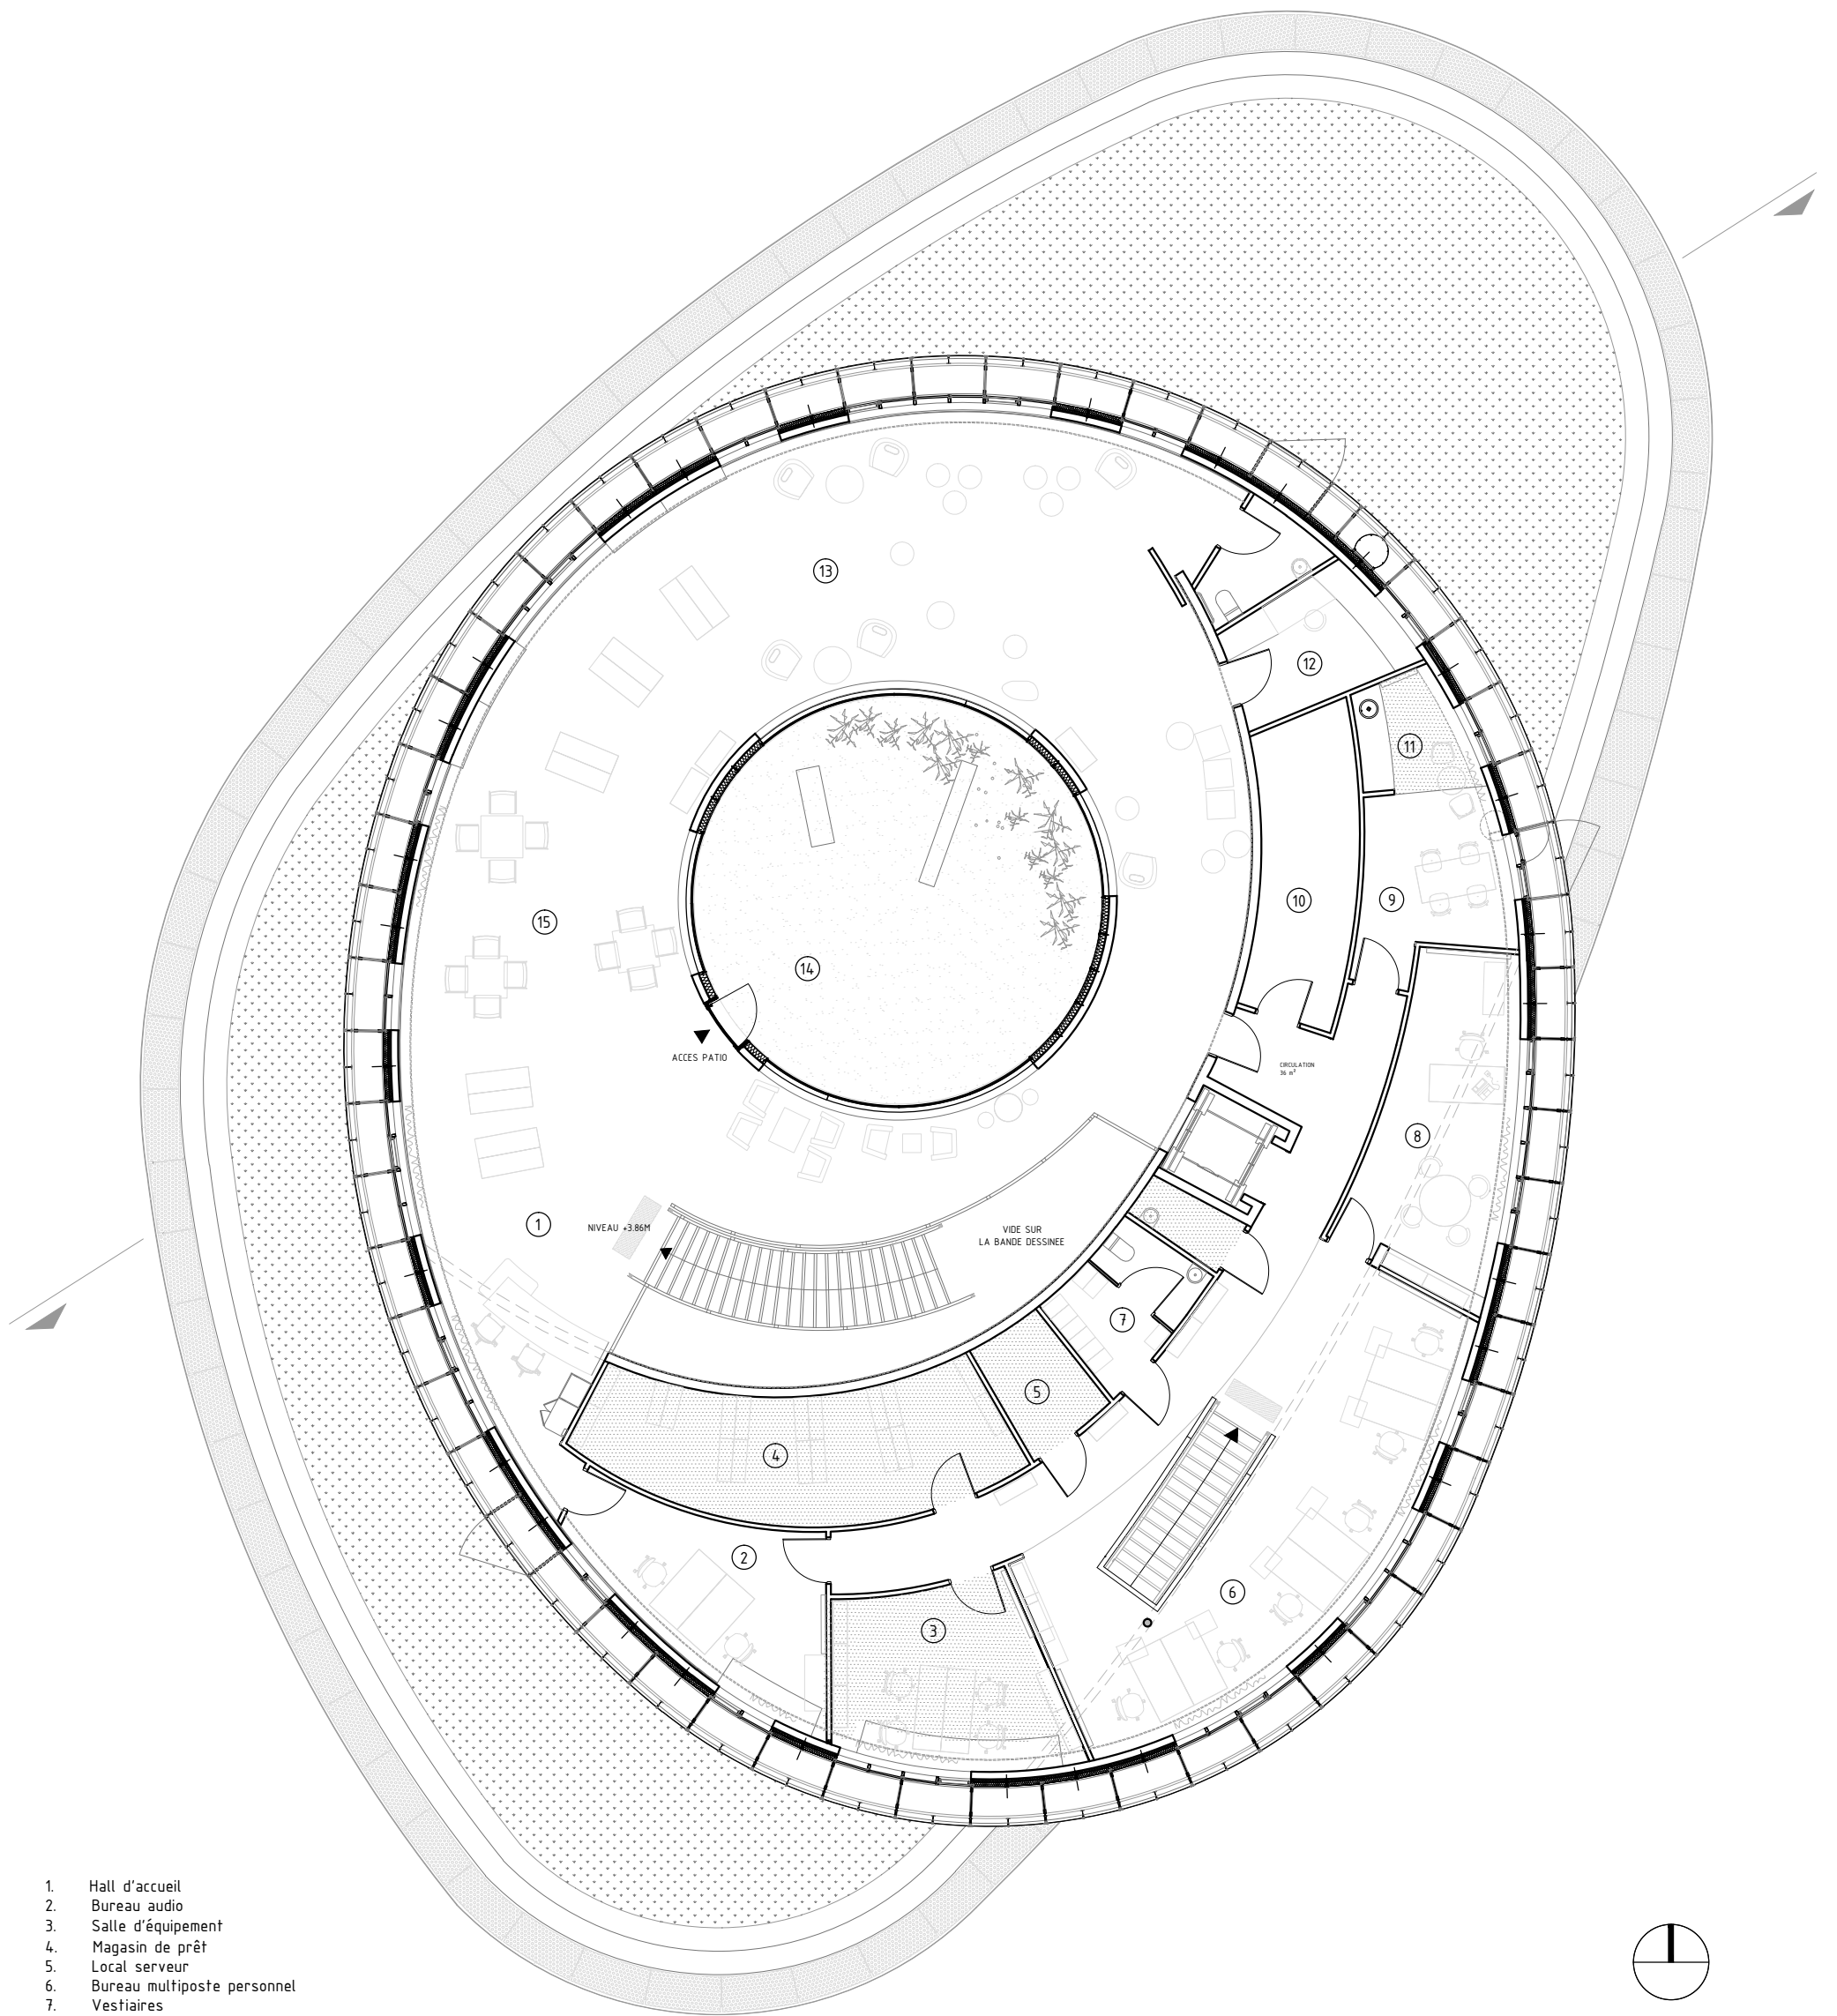 13
12
11
10
9
15
14
ACCES PATIO
CIRCULATION
36 m²
8
1
NIVEAU +3.86M
VIDE SUR
LA BANDE DESSINEE
7
5
4
2
6
3
1. Hall d'accueil
2. Bureau audio
3. Salle d'équipement
4. Magasin de prêt
5. Local serveur
6. Bureau multiposte personnel
7. Vestiaires